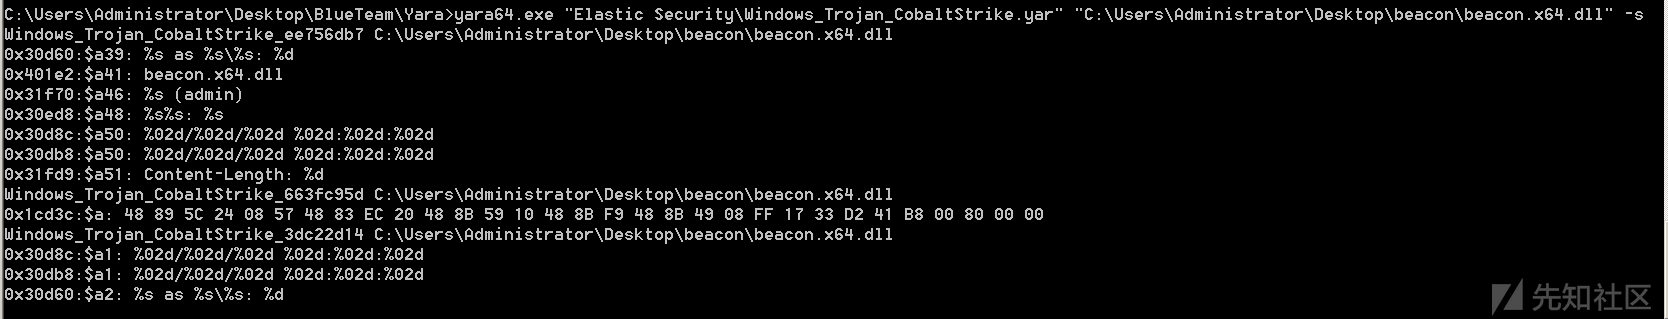 C:\Users\Administrator\Desktop\BlueTeam\Yara>yara64.exe "Elastic Security\Windows_Trojan_CobaltStrike.yar" "C:\Users\Administrator\Desktop\beacon\beacon.x64.dll" -s
Windows_Trojan_CobaltStrike_ee756db7 C:\Users\Administrator\Desktop\beacon\beacon.x64.dll
0x30d60:$a39: %s as %s\%s: %d
0x401e2:$a41: beacon.x64.dll
0x31f70:$a46: %s (admin)
0x30ed8:$a48: %s%s: %s
0x30d8c:$a50: %02d/%02d/%02d %02d:%02d:%02d
0x30db8:$a50: %02d/%02d/%02d %02d:%02d:%02d
0x31fd9:$a51: Content-Length: %d
Windows_Trojan_CobaltStrike_663fc95d C:\Users\Administrator\Desktop\beacon\beacon.x64.dll
0x1cd3c:$a: 48 89 5C 24 08 57 48 83 EC 20 48 8B 59 10 48 8B F9 48 8B 49 08 FF 17 33 D2 41 B8 00 80 00 00
Windows_Trojan_CobaltStrike_3dc22d14 C:\Users\Administrator\Desktop\beacon\beacon.x64.dll
0x30d8c:$a1: %02d/%02d/%02d %02d:%02d:%02d
0x30db8:$a1: %02d/%02d/%02d %02d:%02d:%02d
0x30d60:$a2: %s as %s\%s: %d
先知社区